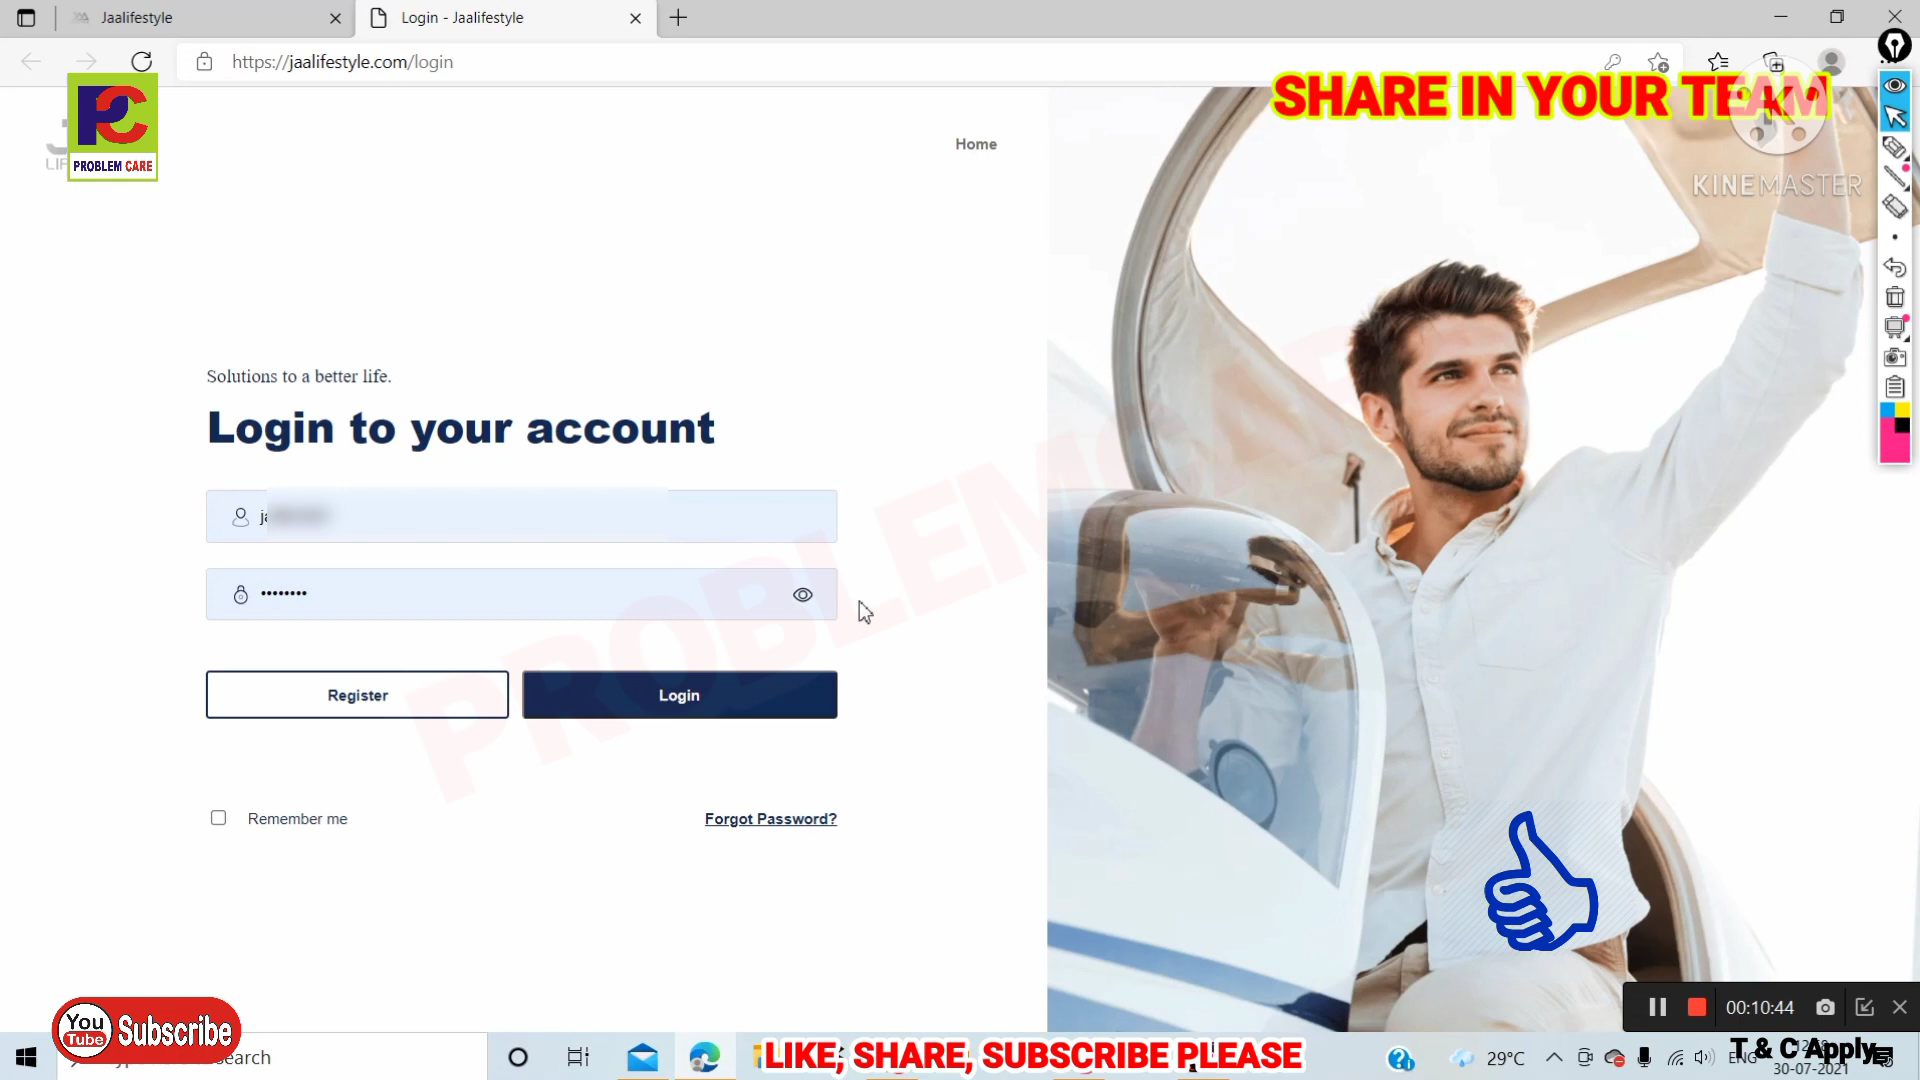 Jaalifestyle
Login - Jaalifestyle
https://jaalifestyle.com/login
SHARE IN YOUR TEAM
PC
PROBLEM CARE
Home
KINEMASTER
Solutions to a better life.
Login to your account
PROBLEMCAR
Register
Login
Remember me
Forgot Password?
00:10:44
You
Tube
Subscribe
LIKE, SHARE, SUBSCRIBE PLEASE
29°C
ENG
T & C Apply
30-07-2021